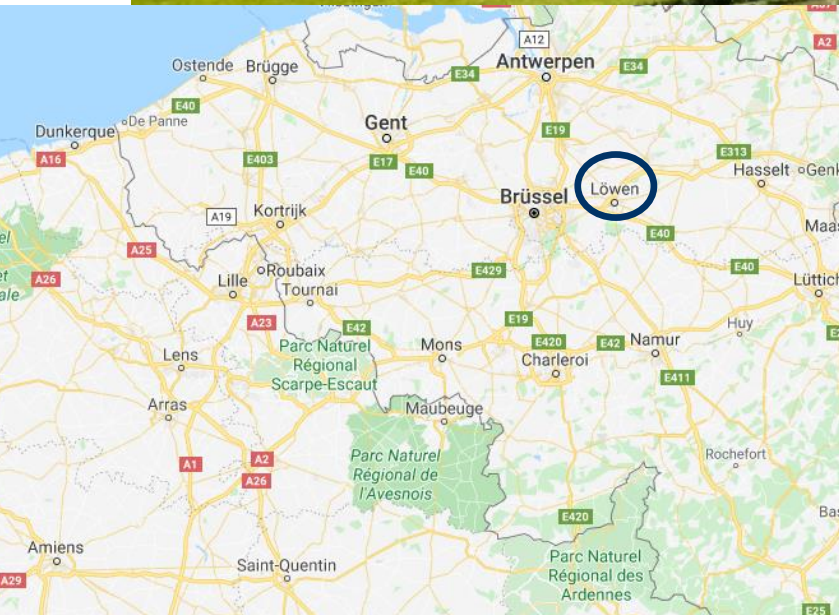 A12
A2
Ostende
Brügge
Antwerpen
E34
E34
E40
De Panne
Gent
Dunkerque
E19
A16
E403
E17
E40
E313
Hasselt
Genk
Löwen
Brüssel
A19
Kortrijk
Maas
E40
A25
Roubaix
E429
E40
A26
Lille
Tournai
Lüttich
A23
E42
E19
Huy
Parc Naturel
Régional
Scarpe-Escaut
Mons
E420
E42
Namur
Lens
Charleroi
E411
Arras
Maubeuge
A1
A2
A26
Parc Naturel
Régional de
l'Avesnois
Rochefort
E420
Amiens
Saint-Quentin
Parc Naturel
Régional des
Ardennes
A29
E25